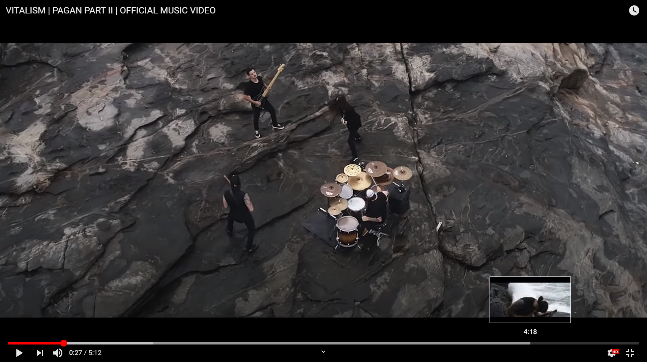 VITALISM | PAGAN PART II | OFFICIAL MUSIC VIDEO
4:18
0:27 / 5:12